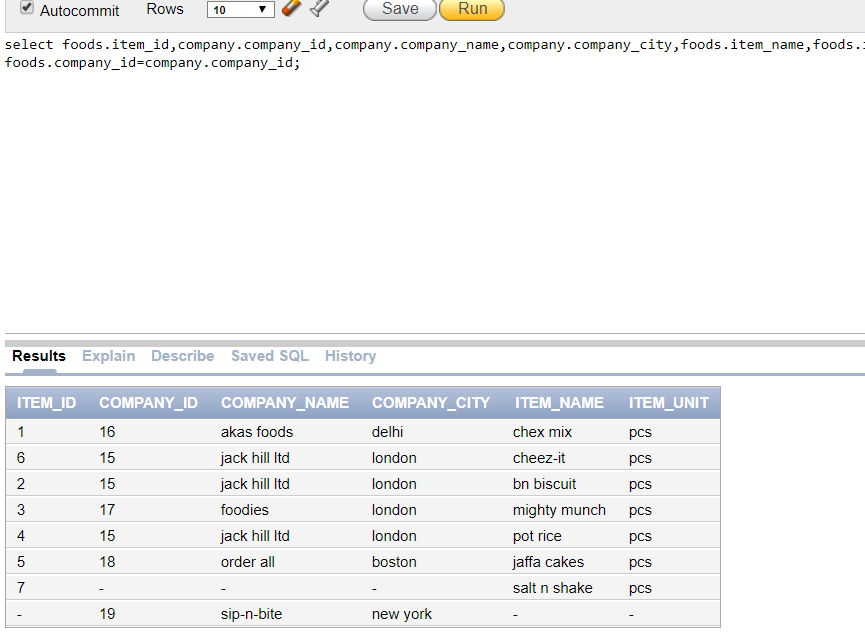 Autocommit Rows 10 Save Run
select foods.item_id,company.company_id,company.company_name,company.company_city,foods.item_name,foods.
foods.company_id=company.company_id;
Results Explain Describe Saved SQL History
ITEM_ID COMPANY_ID COMPANY_NAME COMPANY_CITY ITEM_NAME ITEM_UNIT
1 16 akas foods delhi chex mix pcs
6 15 jack hill ltd london cheez-it pcs
2 15 jack hill ltd london bn biscuit pcs
3 17 foodies london mighty munch pcs
4 15 jack hill ltd london pot rice pcs
5 18 order all boston jaffa cakes pcs
7 - - - salt n shake pcs
- 19 sip-n-bite new york - -